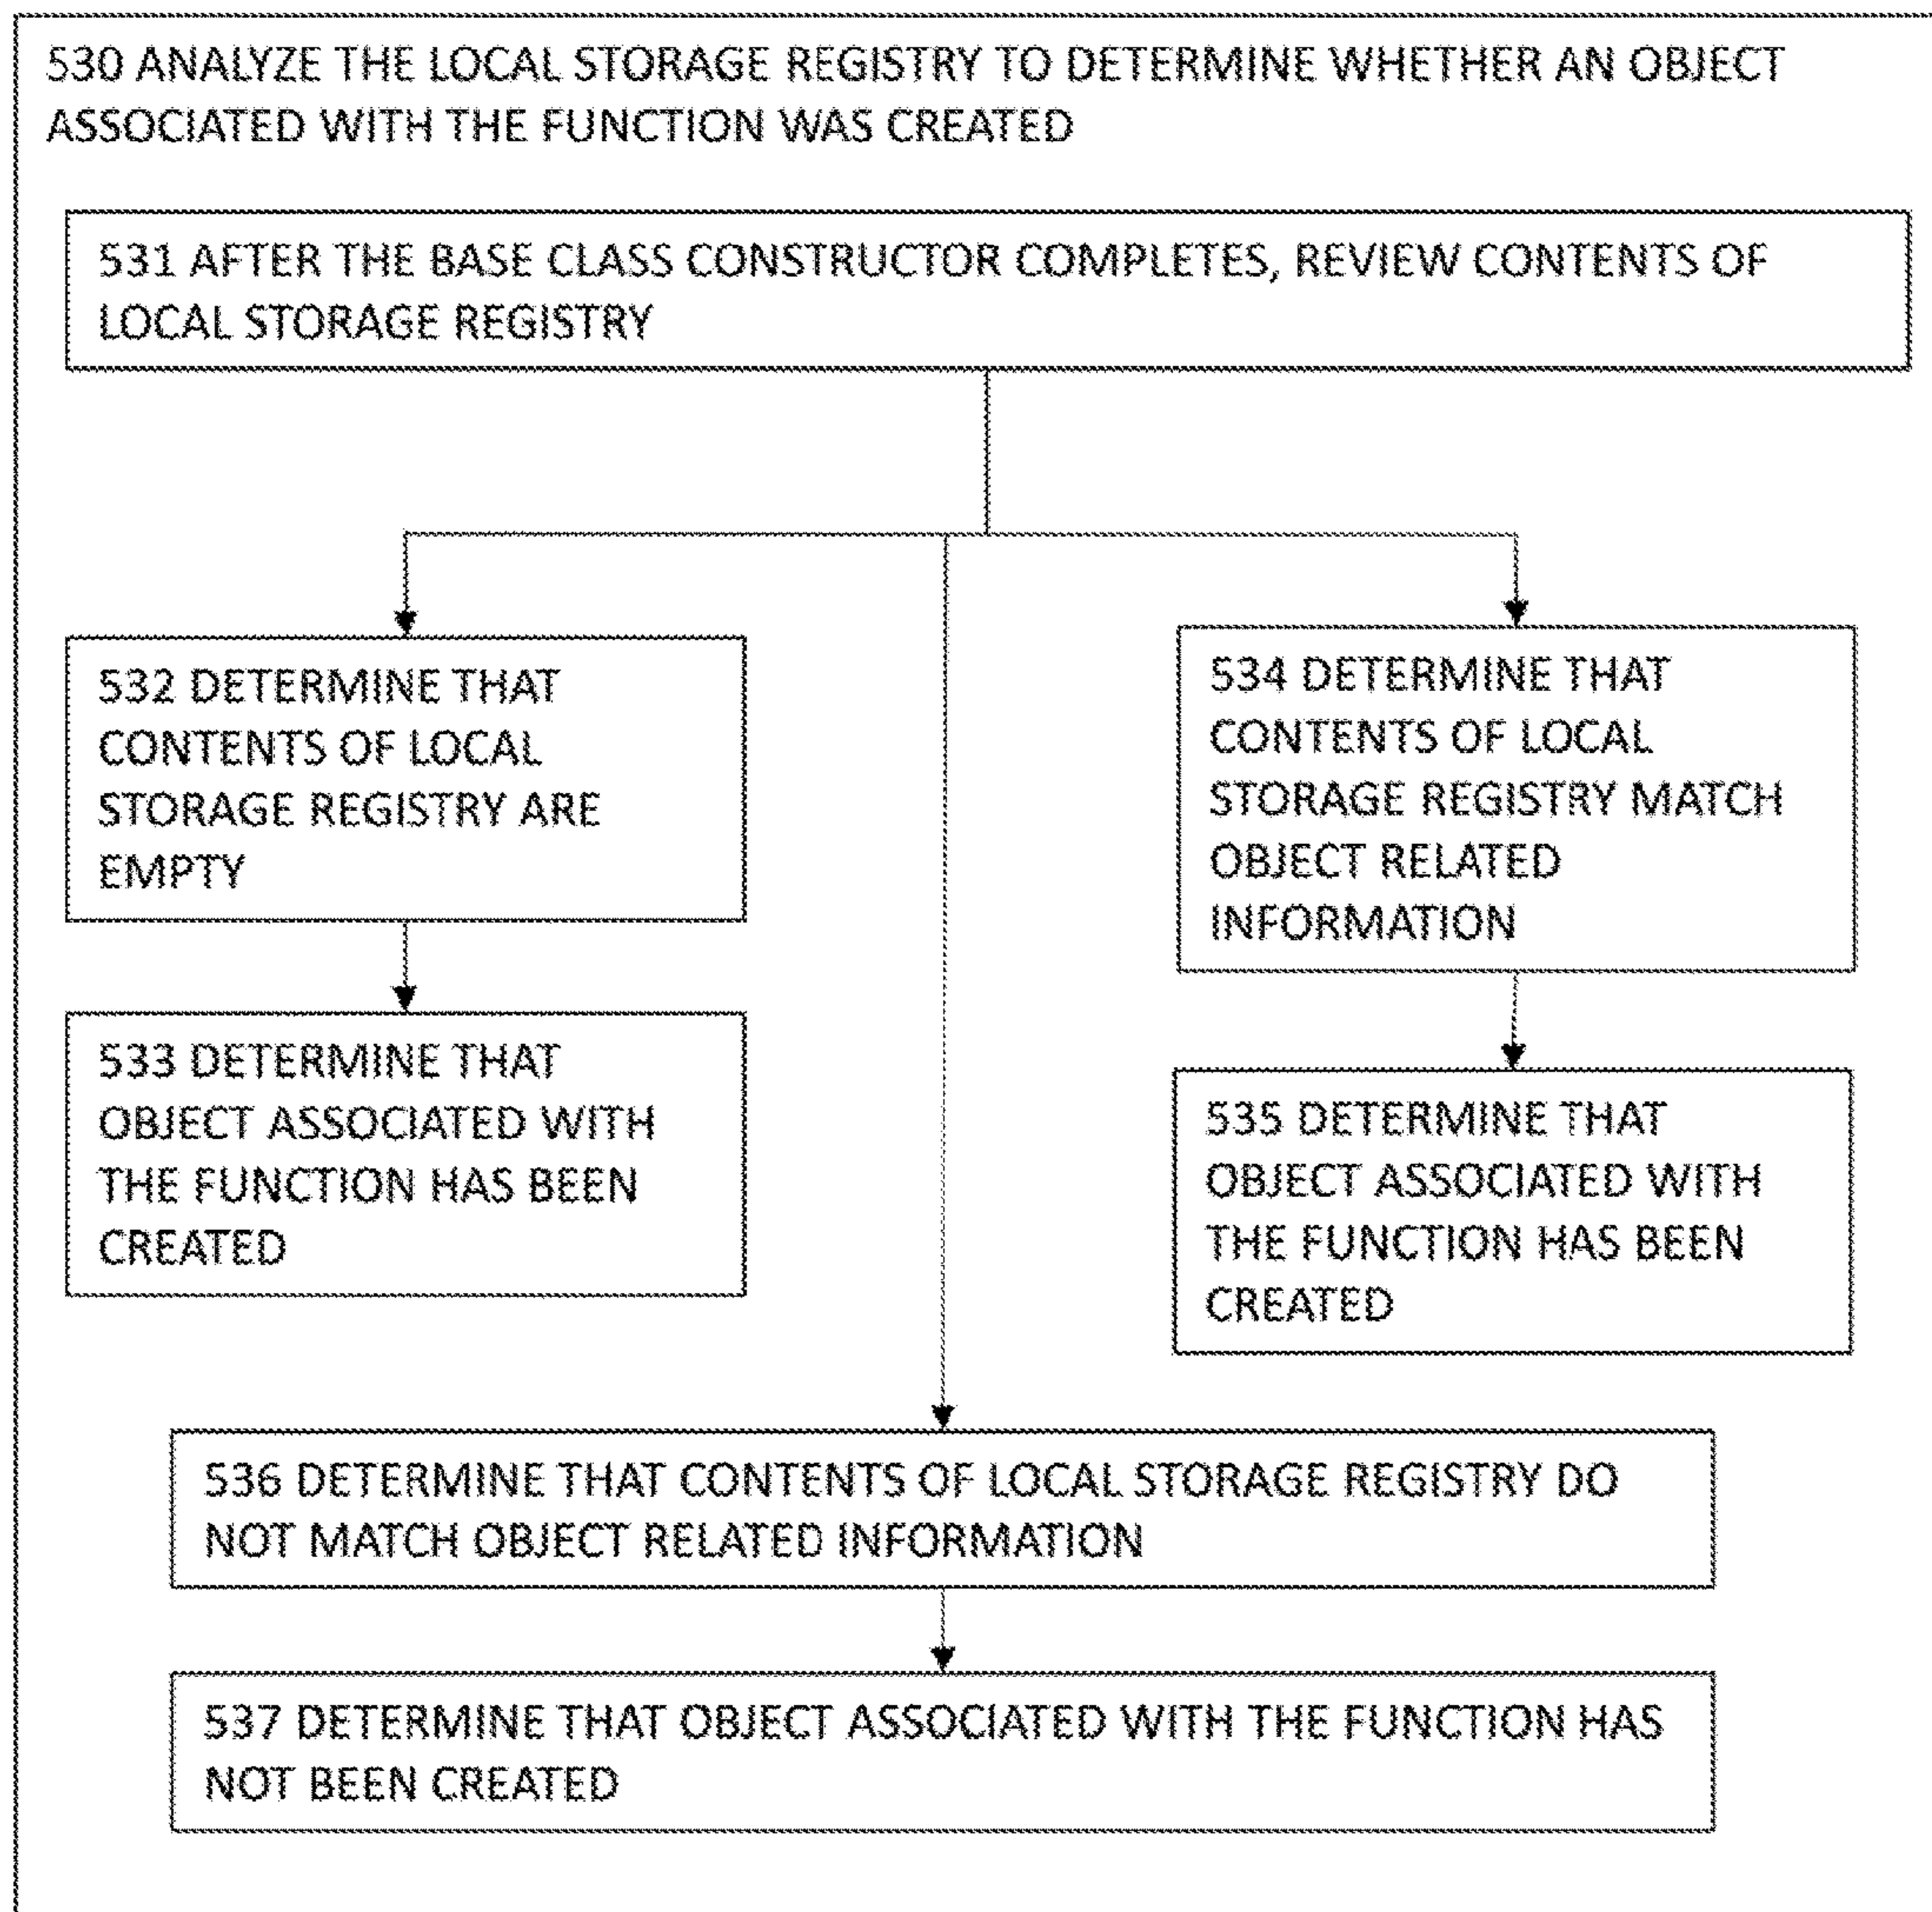 530 ANALYZE THE LOCAL STORAGE REGISTRY TO DETERMINE WHETHER AN OBJECT
ASSOCIATED WITH THE FUNCTION WAS CREATED
531 AFTER THE BASE CLASS CONSTRUCTOR COMPLETES, REVIEW CONTENTS OF
LOCAL STORAGE REGISTRY
532 DETERMINE THAT
CONTENTS OF LOCAL
STORAGE REGISTRY ARE
EMPTY
533 DETERMINE THAT
OBJECT ASSOCIATED WITH
THE FUNCTION HAS BEEN
CREATED
534 DETERMINE THAT
CONTENTS OF LOCAL
STORAGE REGISTRY MATCH
OBJECT RELATED
INFORMATION
535 DETERMINE THAT
OBJECT ASSOCIATED WITH
THE FUNCTION HAS BEEN
CREATED
536 DETERMINE THAT CONTENTS OF LOCAL STORAGE REGISTRY DO
NOT MATCH OBJECT RELATED INFORMATION
537 DETERMINE THAT OBJECT ASSOCIATED WITH THE FUNCTION HAS
NOT BEEN CREATED